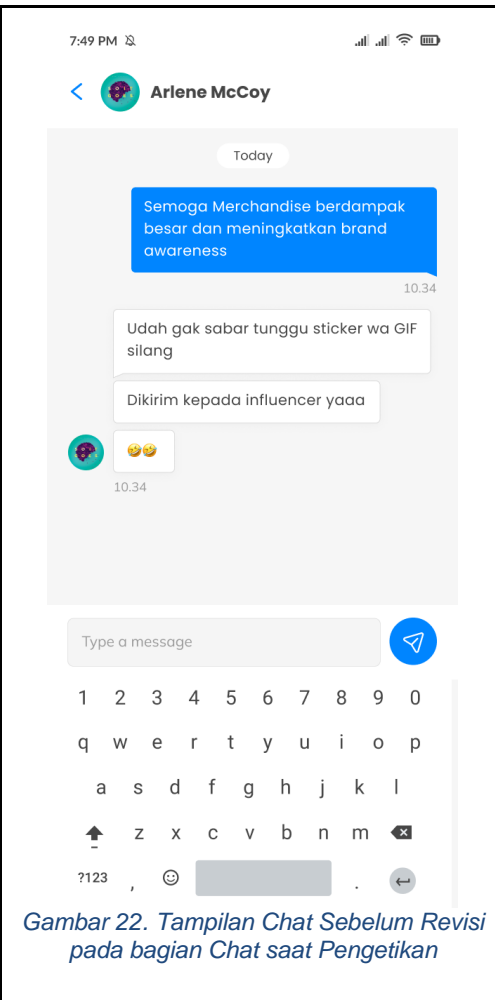 7:49 PM
Arlene McCoy
Today
Semoga Merchandise berdampak
besar dan meningkatkan brand
awareness
10.34
Udah gak sabar tunggu sticker wa GIF
silang
Dikirim kepada influencer yaaa
🤣🤣
10.34
Type a message
1 2 3 4 5 6 7 8 9 0
q w e r t y u i o p
a s d f g h j k l
z x c v b n m
?123 , .
Gambar 22. Tampilan Chat Sebelum Revisi
pada bagian Chat saat Pengetikan